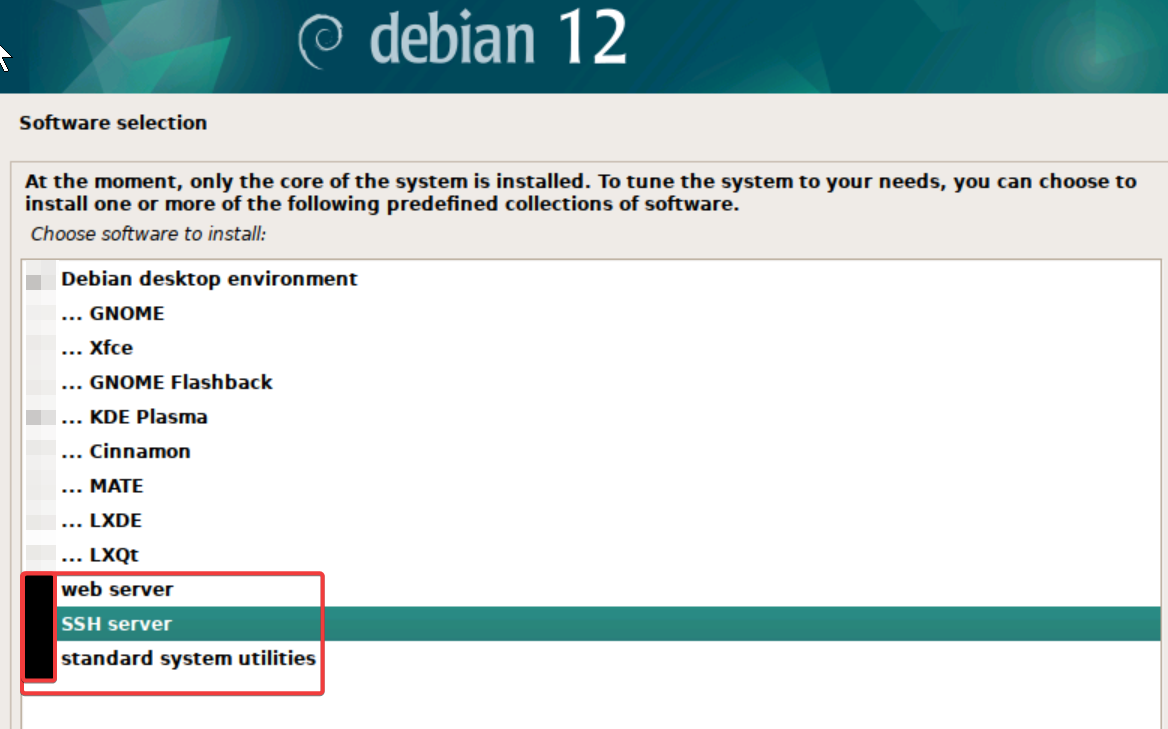 debian 12
Software selection
At the moment, only the core of the system is installed. To tune the system to your needs, you can choose to
install one or more of the following predefined collections of software.
Choose software to install:
Debian desktop environment
... GNOME
... Xfce
... GNOME Flashback
... KDE Plasma
... Cinnamon
... MATE
... LXDE
... LXQt
web server
SSH server
standard system utilities